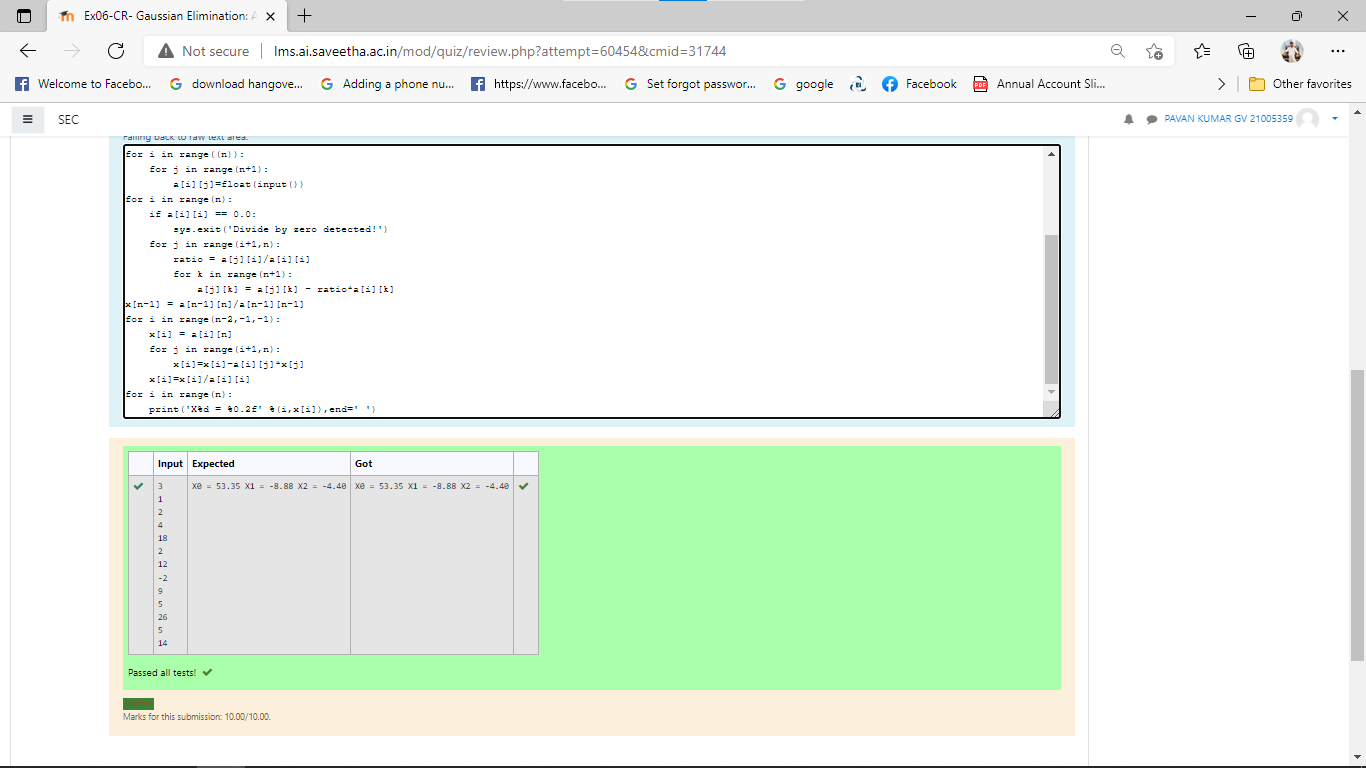 Ex06-CR- Gaussian Elimination: A
Not secure | lms.ai.saveetha.ac.in/mod/quiz/review.php?attempt=60454&cmid=31744
Welcome to Facebo... download hangove... Adding a phone nu... https://www.facebo... Set forgot passwor... google Facebook Annual Account Sli... Other favorites
SEC PAVAN KUMAR GV 21005359
Falling back to raw text area.
for i in range((n)):
    for j in range(n+1):
        a[i][j]=float(input())
for i in range(n):
    if a[i][i] == 0.0:
        sys.exit('Divide by zero detected!')
    for j in range(i+1,n):
        ratio = a[j][i]/a[i][i]
        for k in range(n+1):
            a[j][k] = a[j][k] - ratio*a[i][k]
x[n-1] = a[n-1][n]/a[n-1][n-1]
for i in range(n-2,-1,-1):
    x[i] = a[i][n]
    for j in range(i+1,n):
        x[i]=x[i]-a[i][j]*x[j]
    x[i]=x[i]/a[i][i]
for i in range(n):
    print('X%d = %0.2f' %(i,x[i]),end=' ')
Input Expected Got
3 X0 = 53.35 X1 = -8.88 X2 = -4.40 X0 = 53.35 X1 = -8.88 X2 = -4.40
1
2
4
18
2
12
-2
9
5
26
5
14
Passed all tests!
Marks for this submission: 10.00/10.00.